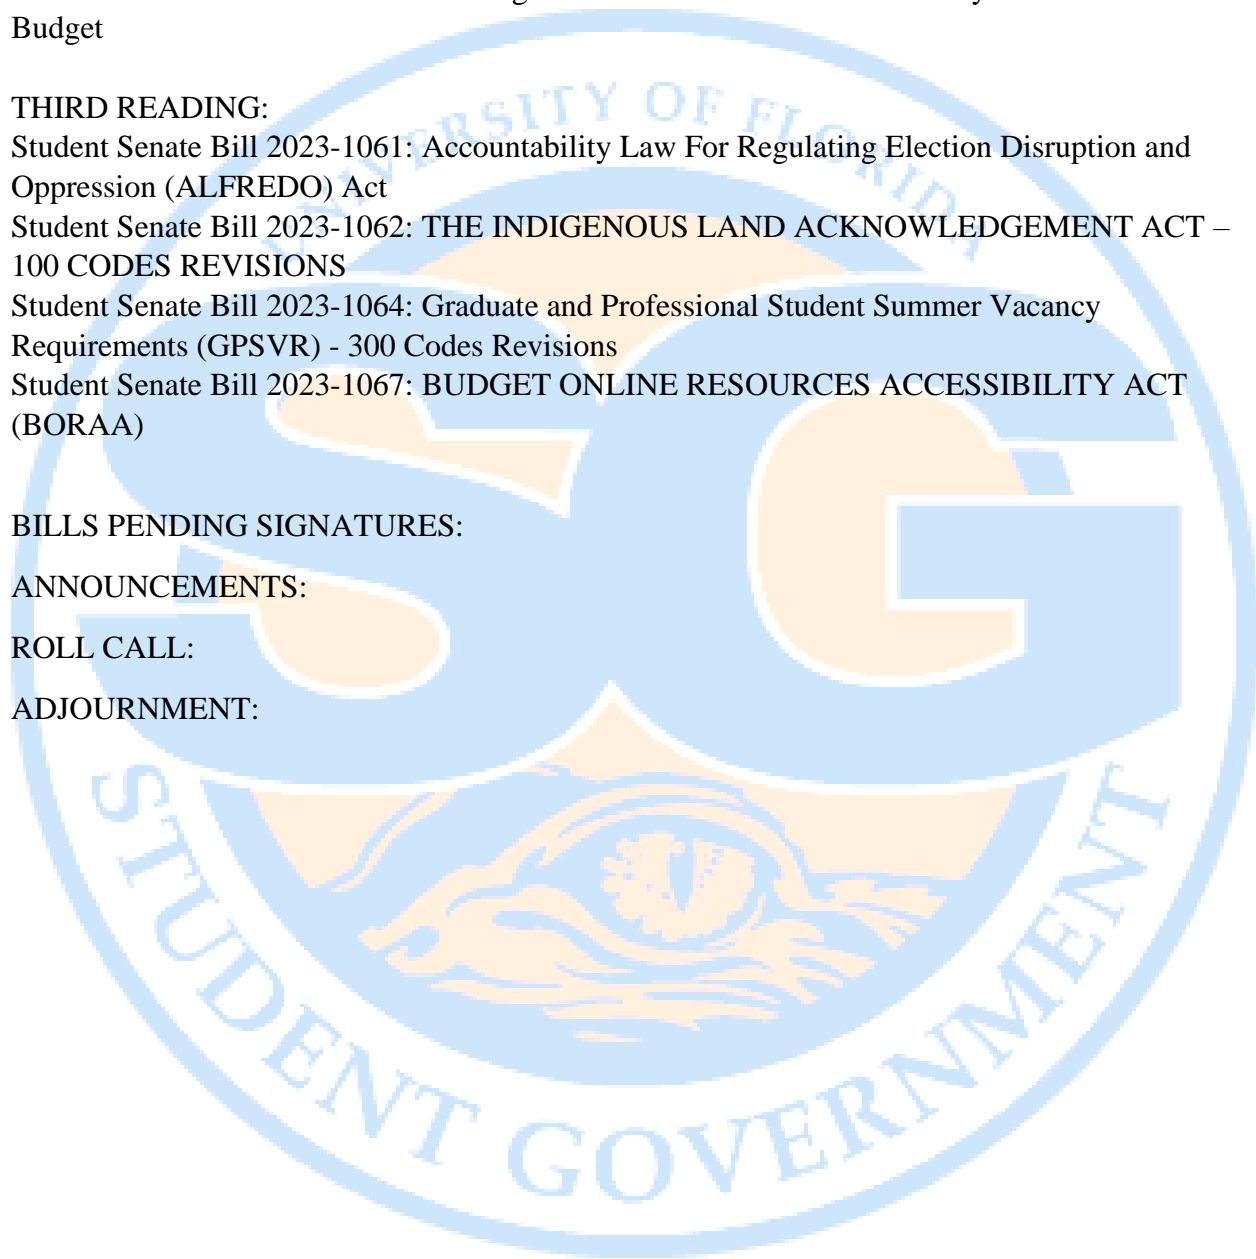 Budget
THIRD READING:
Student Senate Bill 2023-1061: Accountability Law For Regulating Election Disruption and
Oppression (ALFREDO) Act
Student Senate Bill 2023-1062: THE INDIGENOUS LAND ACKNOWLEDGEMENT ACT –
100 CODES REVISIONS
Student Senate Bill 2023-1064: Graduate and Professional Student Summer Vacancy
Requirements (GPSVR) - 300 Codes Revisions
Student Senate Bill 2023-1067: BUDGET ONLINE RESOURCES ACCESSIBILITY ACT
(BORAA)
BILLS PENDING SIGNATURES:
ANNOUNCEMENTS:
ROLL CALL:
ADJOURNMENT:
UNIVERSITY OF FLORIDA
SG
STUDENT GOVERNMENT